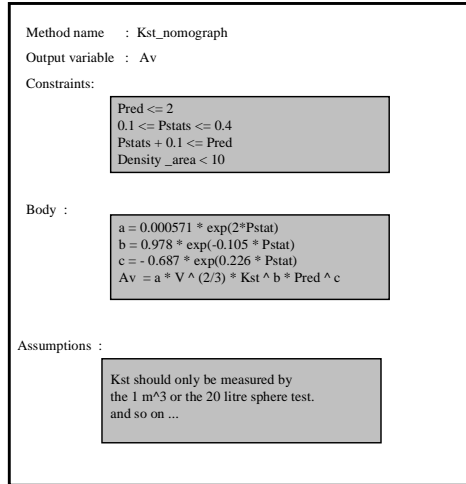 Method name : Kst_nomograph
Output variable : Av
Constraints:
Pred <= 2
0.1 <= Pstats <= 0.4
Pstats + 0.1 <= Pred
Density _area < 10
Body :
a = 0.000571 * exp(2*Pstat)
b = 0.978 * exp(-0.105 * Pstat)
c = - 0.687 * exp(0.226 * Pstat)
Av = a * V ^ (2/3) * Kst ^ b * Pred ^ c
Assumptions :
Kst should only be measured by
the 1 m^3 or the 20 litre sphere test.
and so on ...